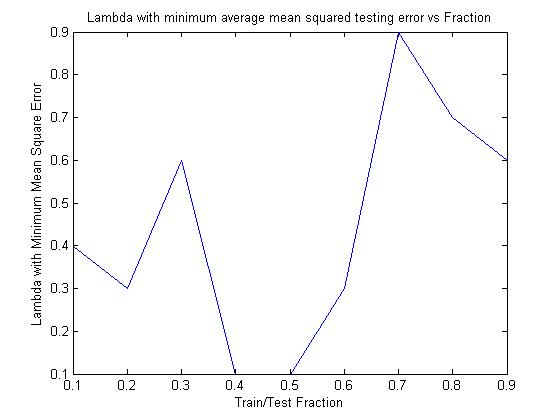 Lambda with minimum average mean squared testing error vs Fraction
0.9
0.8
0.7
0.6
0.5
0.4
0.3
0.2
0.1
Lambda with Minimum Mean Square Error
0.1 0.2 0.3 0.4 0.5 0.6 0.7 0.8 0.9
Train/Test Fraction